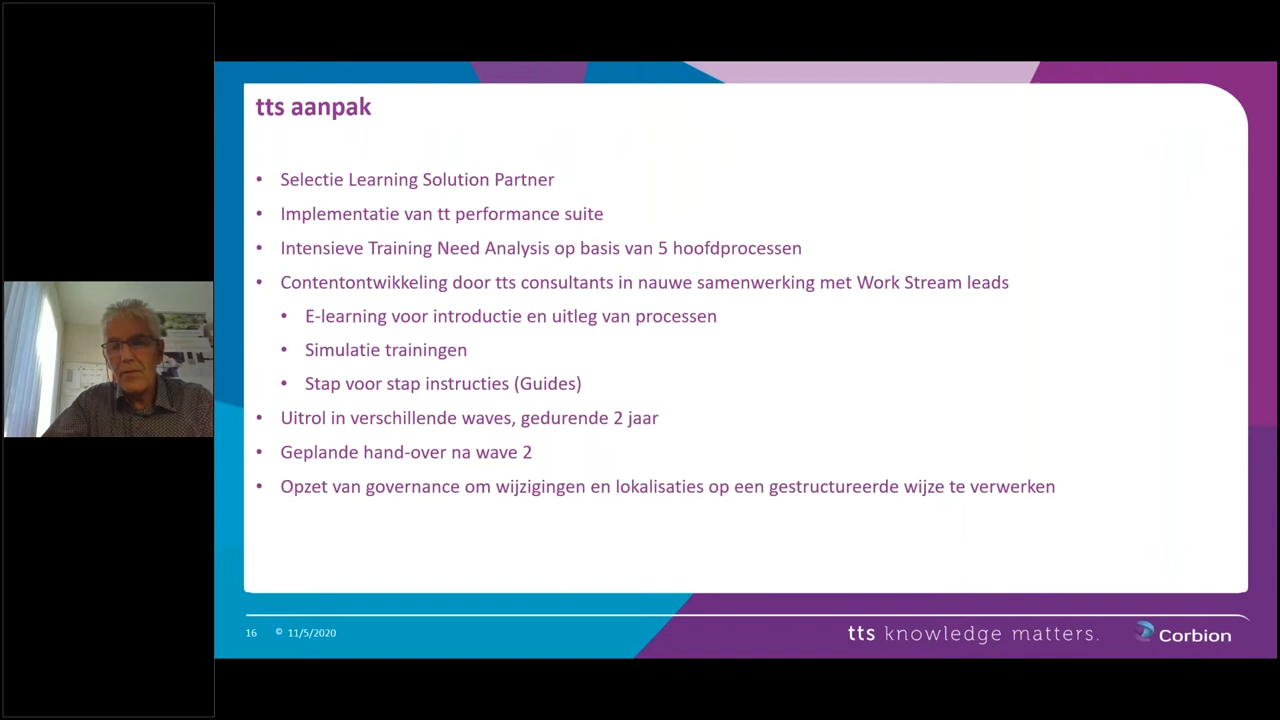 tts aanpak
• Selectie Learning Solution Partner
• Implementatie van tt performance suite
• Intensieve Training Need Analysis op basis van 5 hoofdprocessen
• Contentontwikkeling door tts consultants in nauwe samenwerking met Work Stream leads
• E-learning voor introductie en uitleg van processen
• Simulatie trainingen
• Stap voor stap instructies (Guides)
• Uitrol in verschillende waves, gedurende 2 jaar
• Geplande hand-over na wave 2
• Opzet van governance om wijzigingen en lokalisaties op een gestructureerde wijze te verwerken
16 © 11/5/2020 tts knowledge matters. Corbion